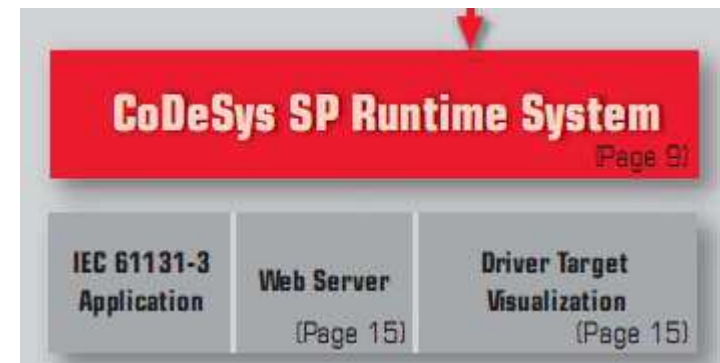 CoDeSys SP Runtime System
(Page 9)
IEC 61131-3
Application
Web Server
(Page 15)
Driver Target
Visualization
(Page 15)